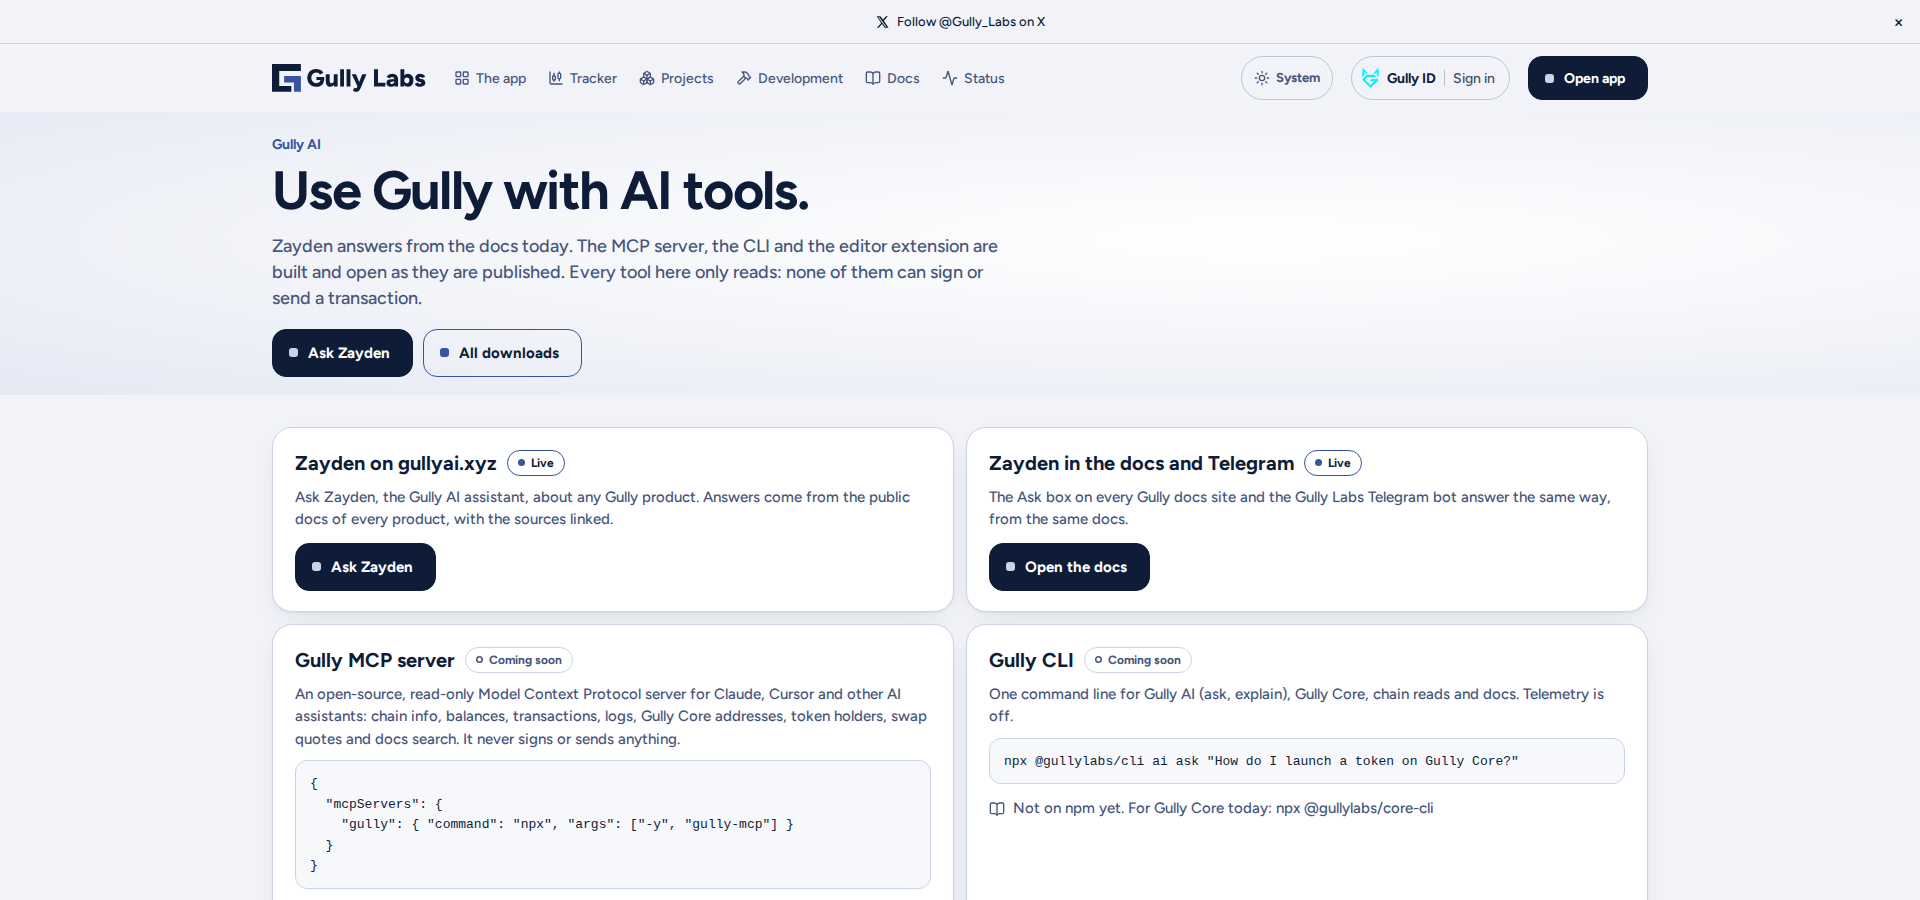 Follow @Gully_Labs on X
×
Gully Labs
The app
Tracker
Projects
Development
Docs
Status
System
Gully ID
Sign in
Open app
Gully AI
Use Gully with AI tools.
Zayden answers from the docs today. The MCP server, the CLI and the editor extension are
built and open as they are published. Every tool here only reads: none of them can sign or
send a transaction.
Ask Zayden
All downloads
Zayden on gullyai.xyz
Live
Ask Zayden, the Gully AI assistant, about any Gully product. Answers come from the public
docs of every product, with the sources linked.
Ask Zayden
Zayden in the docs and Telegram
Live
The Ask box on every Gully docs site and the Gully Labs Telegram bot answer the same way,
from the same docs.
Open the docs
Gully MCP server
Coming soon
An open-source, read-only Model Context Protocol server for Claude, Cursor and other AI
assistants: chain info, balances, transactions, logs, Gully Core addresses, token holders, swap
quotes and docs search. It never signs or sends anything.
{
  "mcpServers": {
    "gully": { "command": "npx", "args": ["-y", "gully-mcp"] }
  }
}
Gully CLI
Coming soon
One command line for Gully AI (ask, explain), Gully Core, chain reads and docs. Telemetry is
off.
npx @gullylabs/cli ai ask "How do I launch a token on Gully Core?"
Not on npm yet. For Gully Core today: npx @gullylabs/core-cli